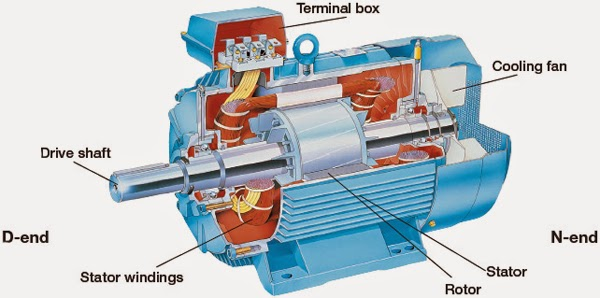 Terminal box
Cooling fan
Drive shaft
D-end
N-end
Stator windings
Stator
Rotor